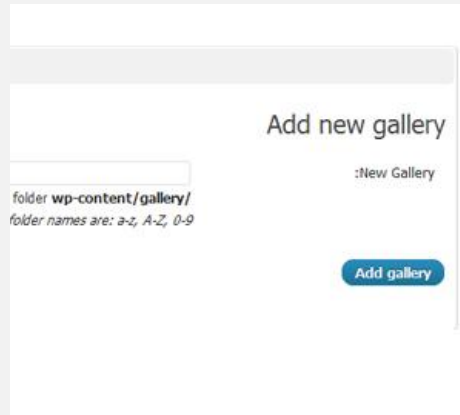 Add new gallery
:New Gallery
folder wp-content/gallery/
folder names are: a-z, A-Z, 0-9
Add gallery